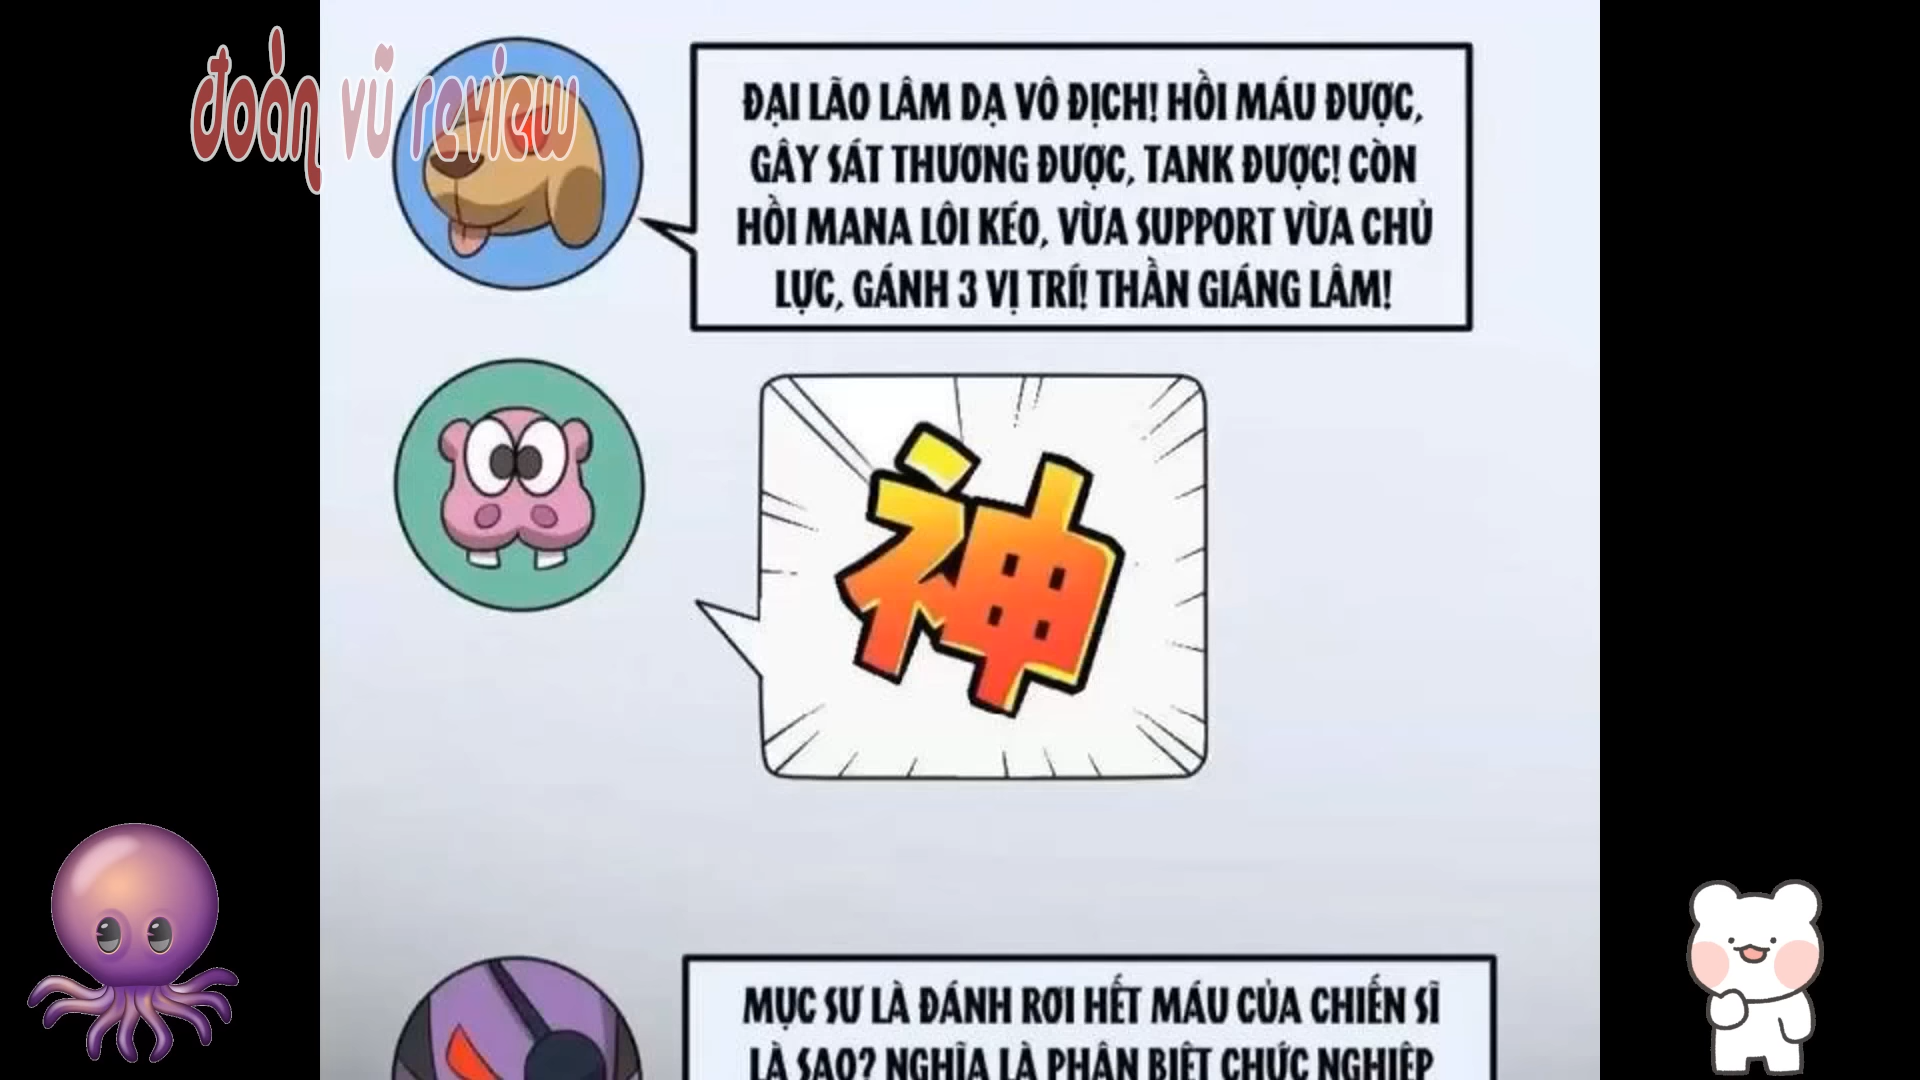 đoản vũ review
ĐẠI LÃO LÂM DẠ VÔ ĐỊCH! HỒI MÁU ĐƯỢC,
GÂY SÁT THƯƠNG ĐƯỢC, TANK ĐƯỢC! CÒN
HỒI MANA LÔI KÉO, VỪA SUPPORT VỪA CHỦ
LỰC, GÁNH 3 VỊ TRÍ! THẦN GIÁNG LÂM!
神
MỤC SƯ LÀ ĐÁNH RƠI HẾT MÁU CỦA CHIẾN SĨ
LÀ SAO? NGHĨA LÀ PHÂN BIỆT CHỨC NGHIỆP